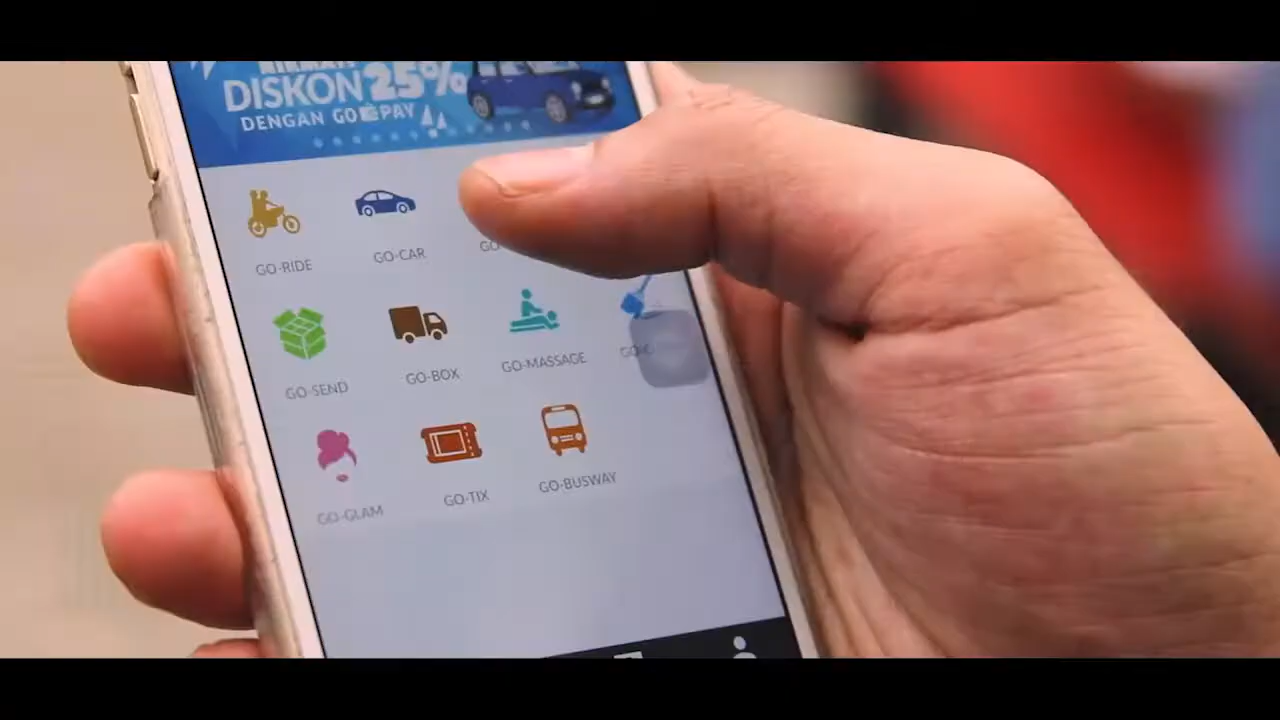 DISKON 25%
DENGAN GO PAY
GO-RIDE
GO-CAR
GO-SEND
GO-BOX
GO-MASSAGE
GO-GLAM
GO-TIX
GO-BUSWAY